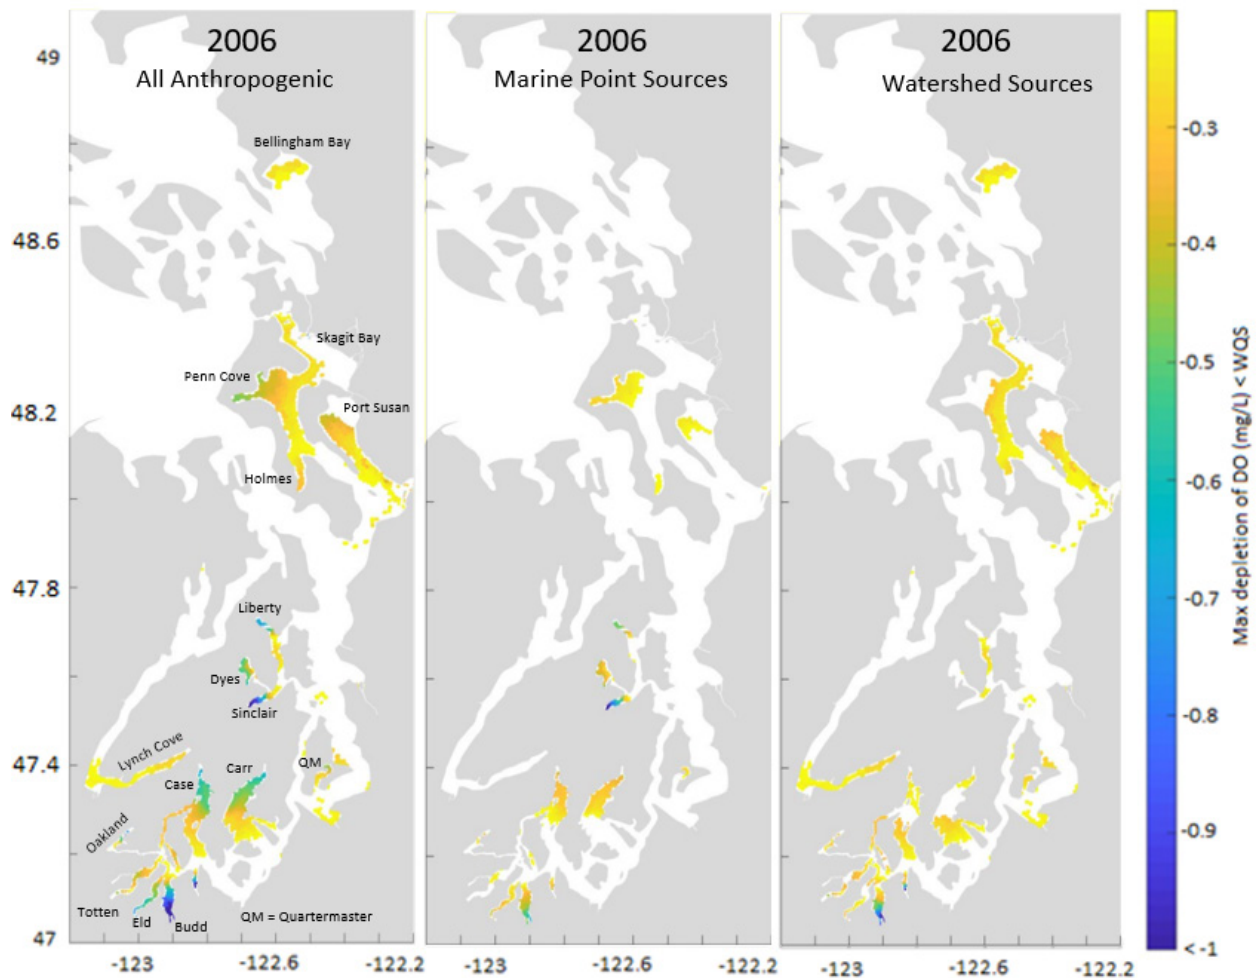 2006
All Anthropogenic
2006
Marine Point Sources
2006
Watershed Sources
49
48.6
48.2
47.8
47.4
47
Bellingham Bay
Skagit Bay
Penn Cove
Port Susan
Holmes
Liberty
Dyes
Sinclair
Lynch Cove
Case
Carr
QM
Oakland
Totten
Eld
Budd
QM = Quartermaster
-123
-122.6
-122.2
-123
-122.6
-122.2
-123
-122.6
-122.2
-0.3
-0.4
-0.5
-0.6
-0.7
-0.8
-0.9
< -1
Max depletion of DO (mg/L) < WQS